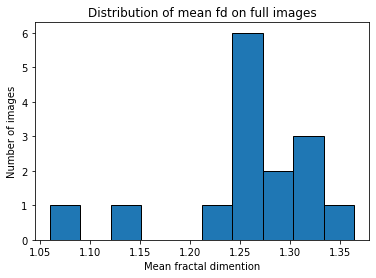 Distribution of mean fd on full images
Number of images
6
5
4
3
2
1
0
1.05 1.10 1.15 1.20 1.25 1.30 1.35
Mean fractal dimention